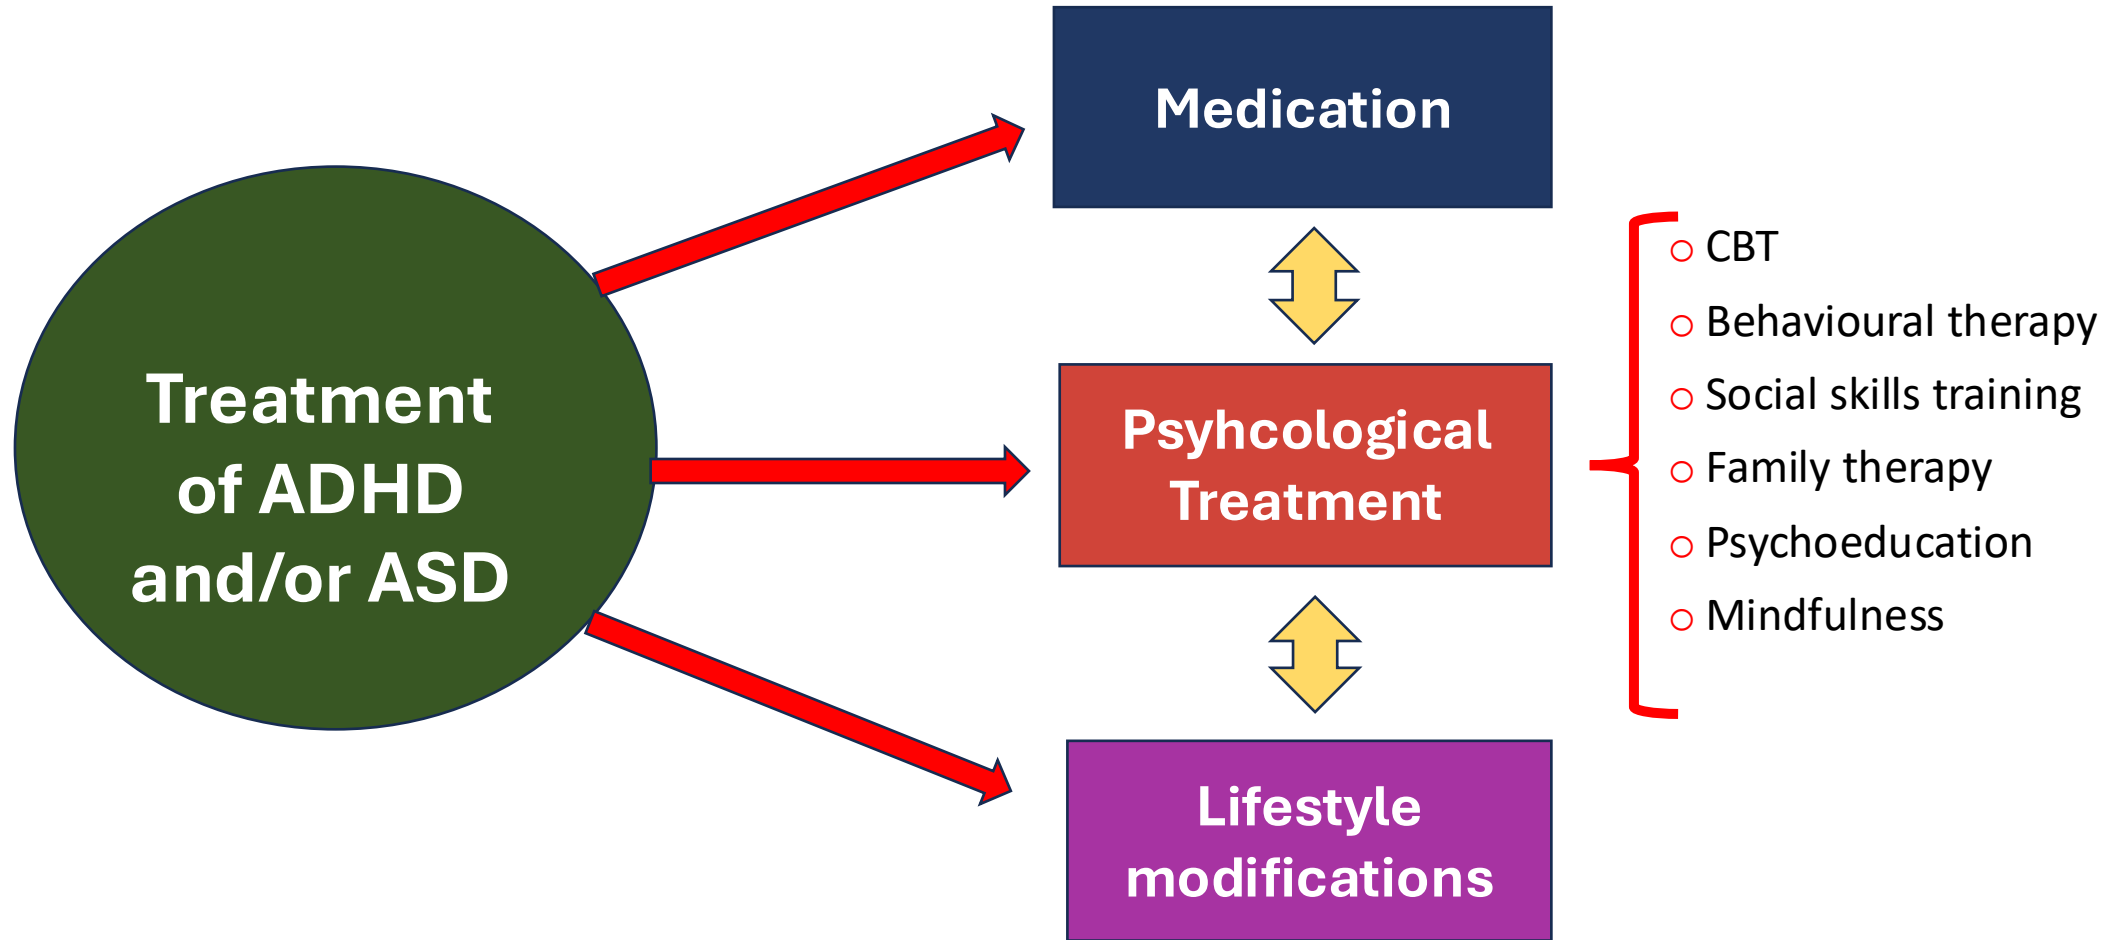 Treatment
of ADHD
and/or ASD
Medication
Psyhcological
Treatment
Lifestyle
modifications
CBT
Behavioural therapy
Social skills training
Family therapy
Psychoeducation
Mindfulness